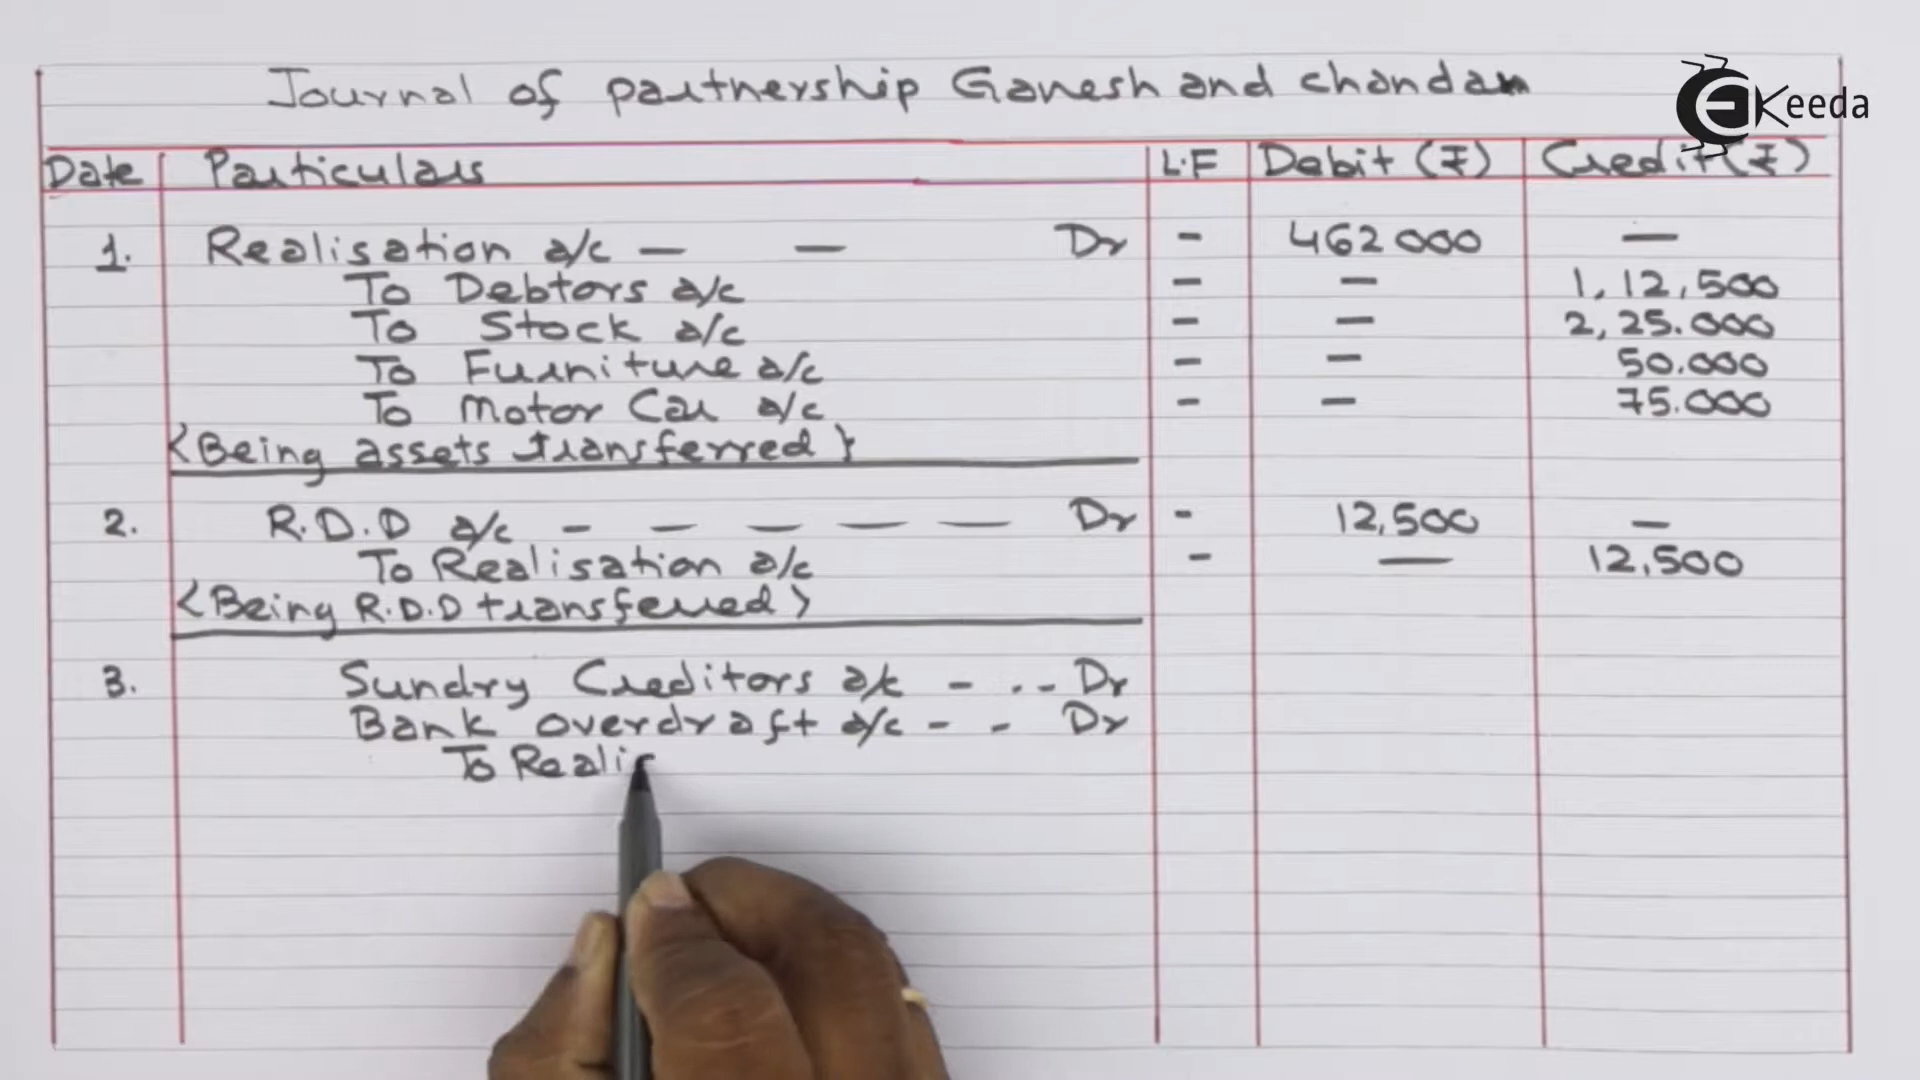 Journal of partnership Ganesh and chandan
Keeda
Date Particulars L.F Debit (₹) Credit (₹)
1. Realisation a/c — — Dr - 462 000 —
To Debtors a/c - — 1,12,500
To Stock a/c - — 2,25.000
To Furniture a/c - — 50.000
To Motor Car a/c - — 75.000
<Being assets transferred}
2. R.D.D a/c - — — — — Dr - 12,500 —
To Realisation a/c - — 12,500
<Being R.D.D transferred>
3. Sundry Creditors a/c - .. - Dr
Bank overdraft a/c - - Dr
To Realis